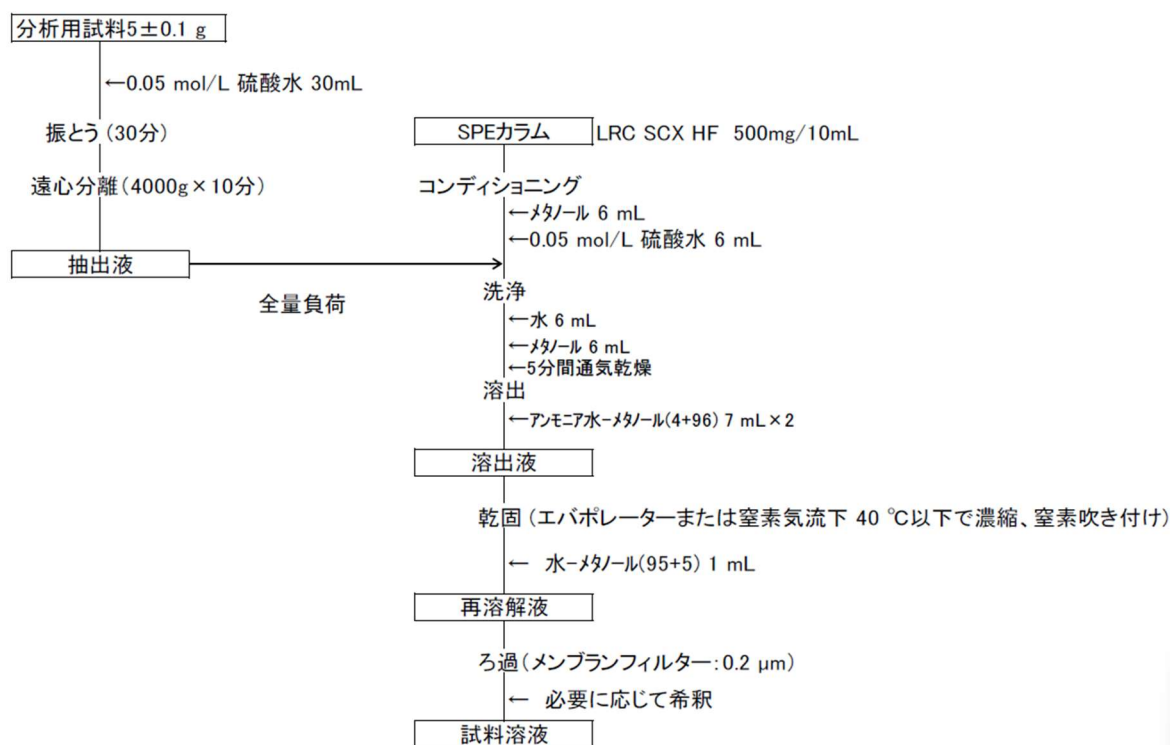 分析用試料5±0.1 g
←0.05 mol/L 硫酸水 30mL
振とう(30分)
遠心分離(4000g×10分)
抽出液
全量負荷
SPEカラム LRC SCX HF 500mg/10mL
コンディショニング
←メタノール 6 mL
←0.05 mol/L 硫酸水 6 mL
洗浄
←水 6 mL
←メタノール 6 mL
←5分間通気乾燥
溶出
←アンモニア水-メタノール(4+96) 7 mL×2
溶出液
乾固(エバポレーターまたは窒素気流下 40 ℃以下で濃縮、窒素吹き付け)
← 水-メタノール(95+5) 1 mL
再溶解液
ろ過(メンブランフィルター:0.2 μm)
← 必要に応じて希釈
試料溶液